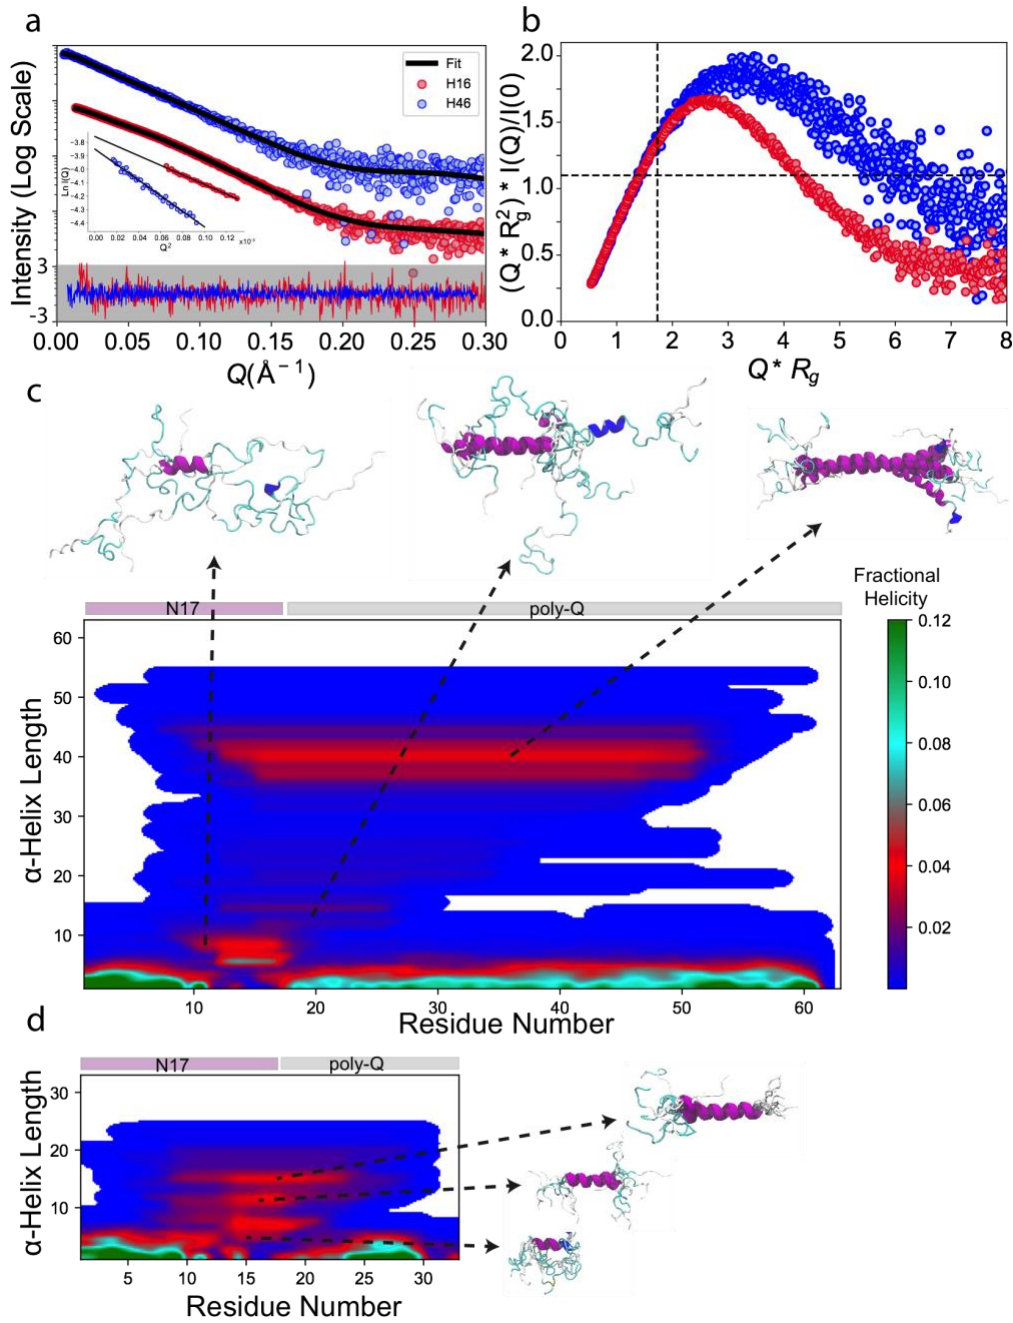 a
Intensity (Log Scale)
Fit
H16
H46
Ln I(Q)
-3.8
-3.9
-4.0
-4.1
-4.2
-4.3
-4.4
0.00 0.02 0.04 0.06 0.08 0.10 0.12
x10⁻³
Q²
3
-3
0.00 0.05 0.10 0.15 0.20 0.25 0.30
Q(Å⁻¹)
b
(Q* R_g²) * I(Q)/I(0)
2.0
1.5
1.0
0.5
0.0
0 1 2 3 4 5 6 7 8
Q* R_g
c
N17 poly-Q
α-Helix Length
60
50
40
30
20
10
10 20 30 40 50 60
Residue Number
Fractional
Helicity
0.12
0.10
0.08
0.06
0.04
0.02
d
N17 poly-Q
α-Helix Length
30
20
10
5 10 15 20 25 30
Residue Number